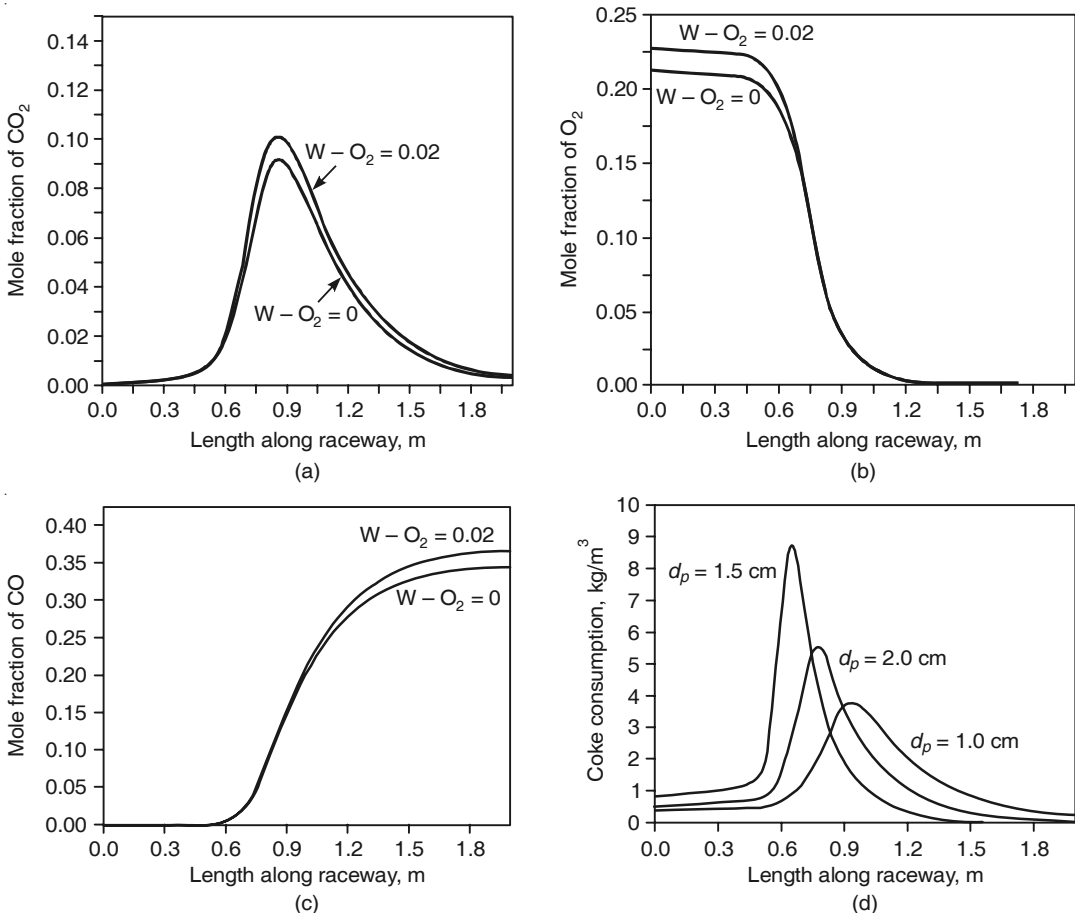 0.14
0.12
0.10
0.08
0.06
0.04
0.02
0.00
Mole fraction of CO₂
W – O₂ = 0.02
W – O₂ = 0
0.0 0.3 0.6 0.9 1.2 1.5 1.8
Length along raceway, m
(a)
0.25
0.20
0.15
0.10
0.05
0.00
Mole fraction of O₂
W – O₂ = 0.02
W – O₂ = 0
0.0 0.3 0.6 0.9 1.2 1.5 1.8
Length along raceway, m
(b)
0.40
0.35
0.30
0.25
0.20
0.15
0.10
0.05
0.00
Mole fraction of CO
W – O₂ = 0.02
W – O₂ = 0
0.0 0.3 0.6 0.9 1.2 1.5 1.8
Length along raceway, m
(c)
10
9
8
7
6
5
4
3
2
1
0
Coke consumption, kg/m³
dₚ = 1.5 cm
dₚ = 2.0 cm
dₚ = 1.0 cm
0.0 0.3 0.6 0.9 1.2 1.5 1.8
Length along raceway, m
(d)